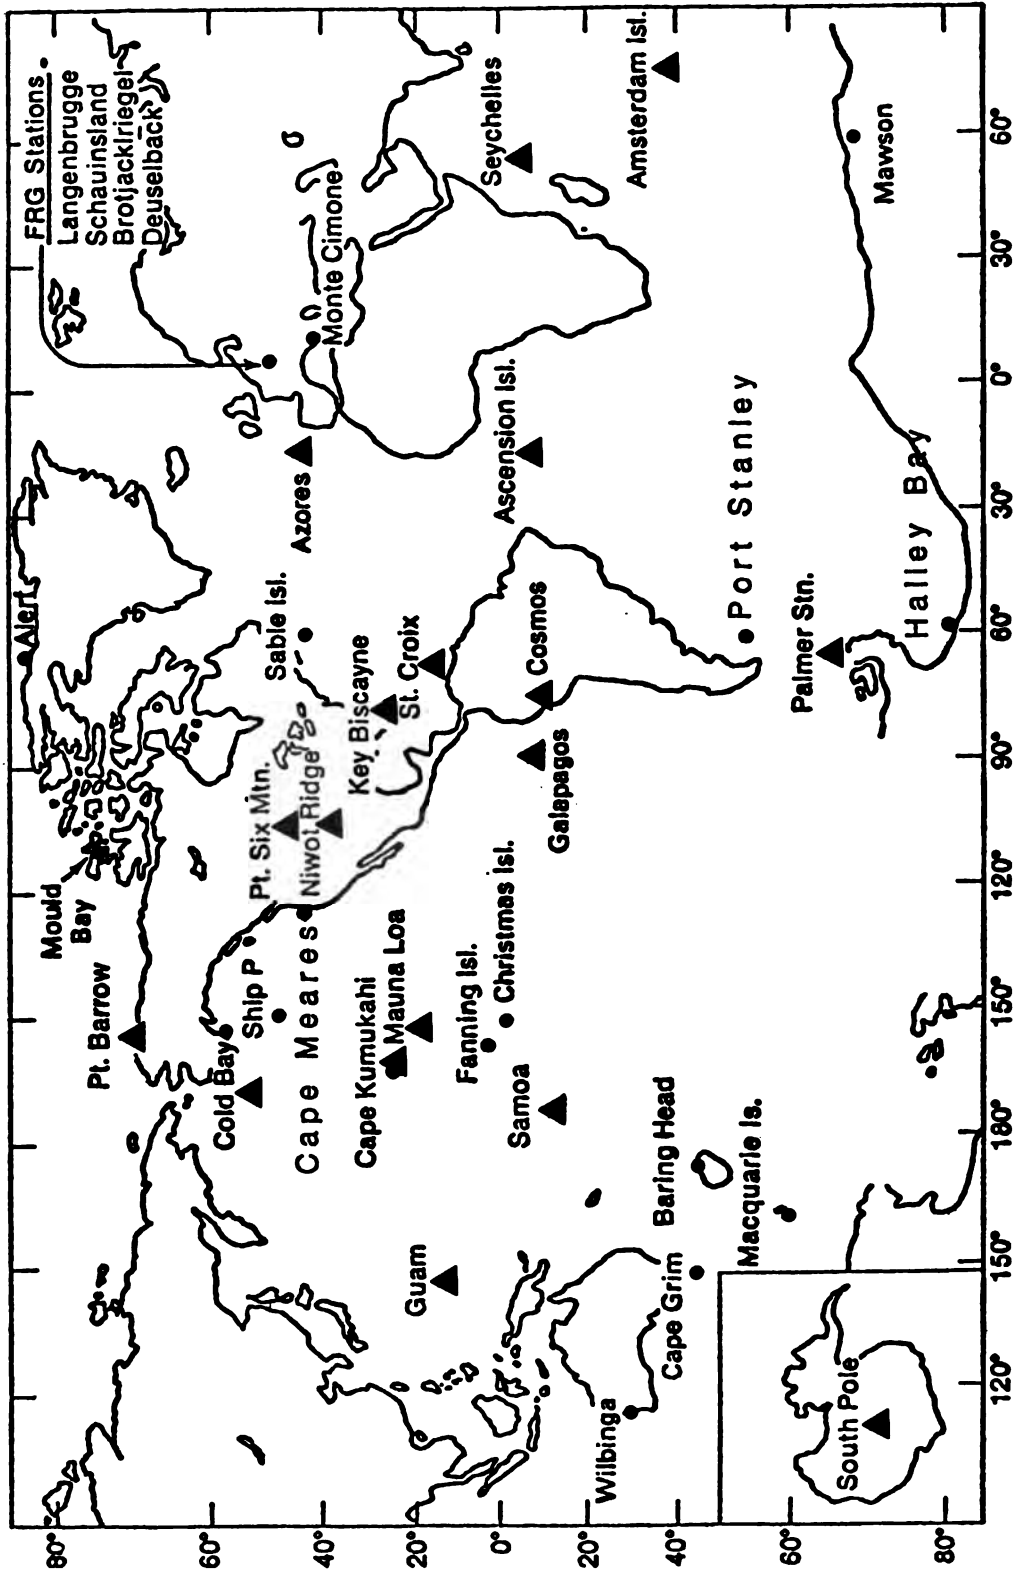 FRG Stations
Langenbrugge
Schauinsland
Brotjacklriegel
Deuselback
Alert
Mould
Bay
Pt. Barrow
Cold Bay
Ship P
Cape Meares
Pt. Six Mtn.
Niwot Ridge
Sable Isl.
Key Biscayne
St. Croix
Azores
Monte Cimone
Cape Kumukahi
Mauna Loa
Guam
Fanning Isl.
Christmas Isl.
Samoa
Galapagos
Cosmos
Ascension Isl.
Seychelles
Amsterdam Isl.
Wilbinga
Cape Grim
Baring Head
Macquarie Is.
Port Stanley
Palmer Stn.
Halley Bay
Mawson
South Pole
80°
60°
40°
20°
0°
20°
40°
60°
80°
120°
150°
180°
150°
120°
90°
60°
30°
0°
30°
60°